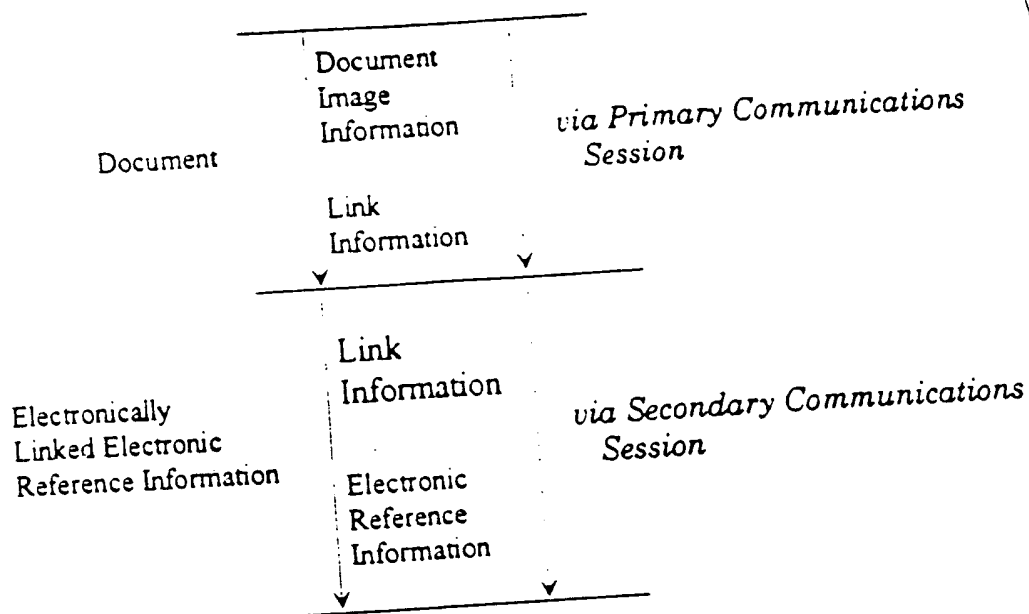 Document
Image
Information
via Primary Communications
Session
Document
Link
Information
Link
Information
Electronically
Linked Electronic
Reference Information
via Secondary Communications
Session
Electronic
Reference
Information